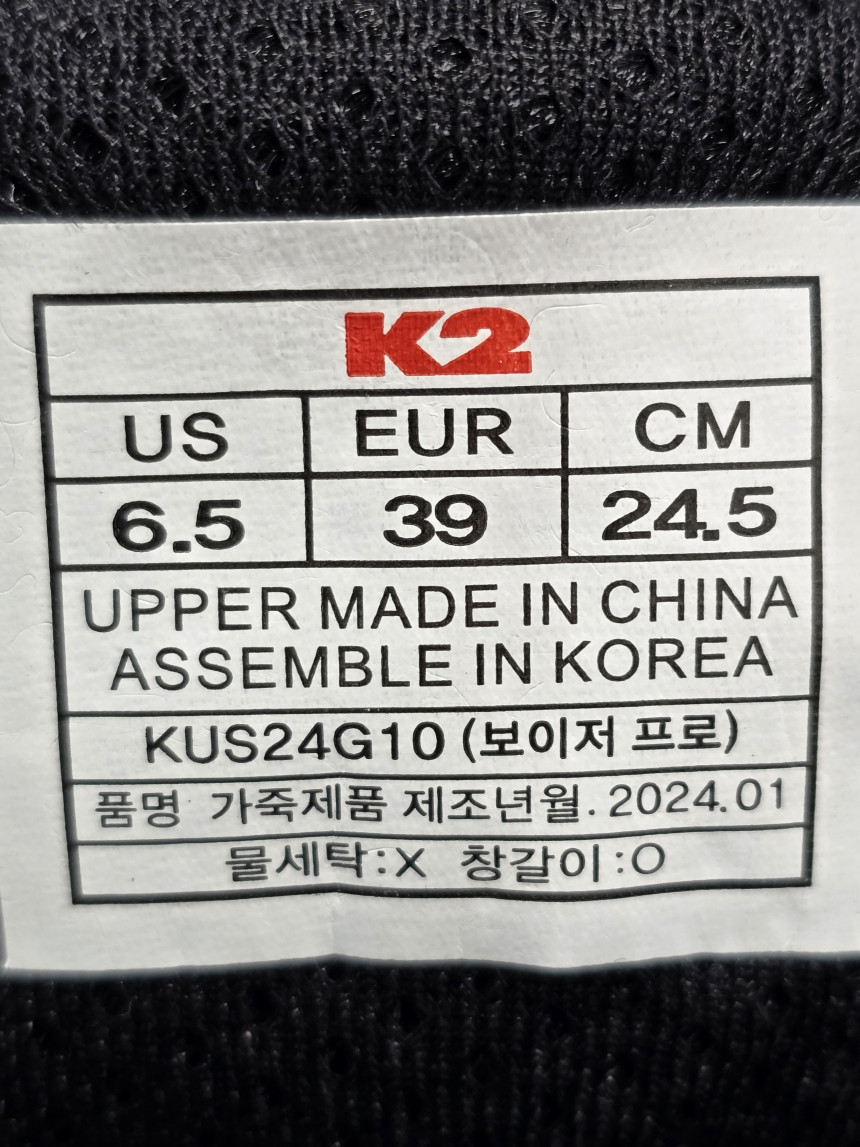 K2
US EUR CM
6.5 39 24.5
UPPER MADE IN CHINA
ASSEMBLE IN KOREA
KUS24G10 (보이저 프로)
품명 가죽제품 제조년월. 2024.01
물세탁:X 창갈이:O